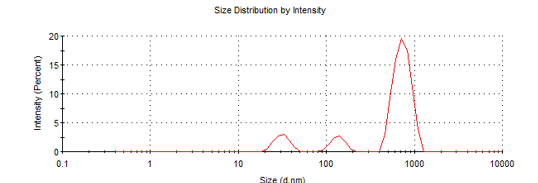 Size Distribution by Intensity
Intensity (Percent)
20
15
10
5
0
0.1 1 10 100 1000 10000
Size (d.nm)